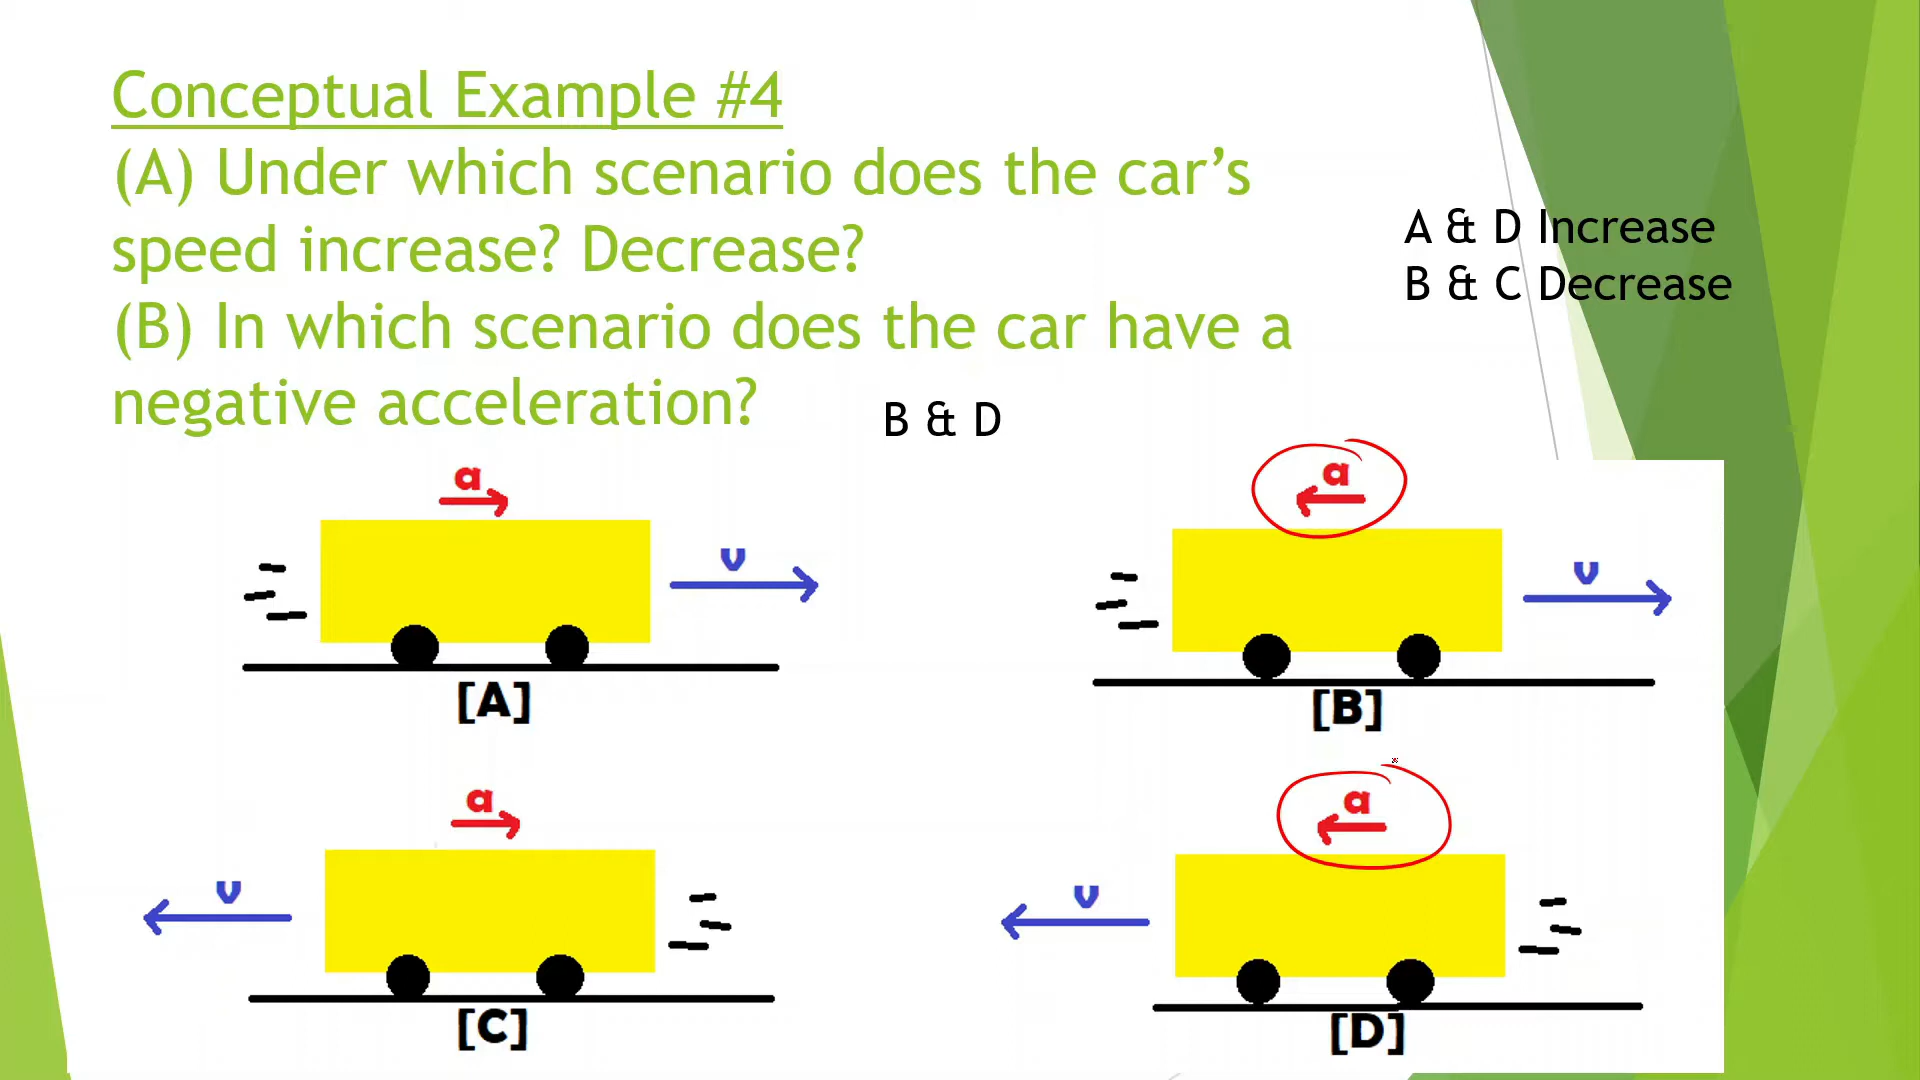 Conceptual Example #4
(A) Under which scenario does the car’s
speed increase? Decrease?
(B) In which scenario does the car have a
negative acceleration?
A & D Increase
B & C Decrease
B & D
a
v
[A]
a
v
[B]
a
v
[C]
a
v
[D]